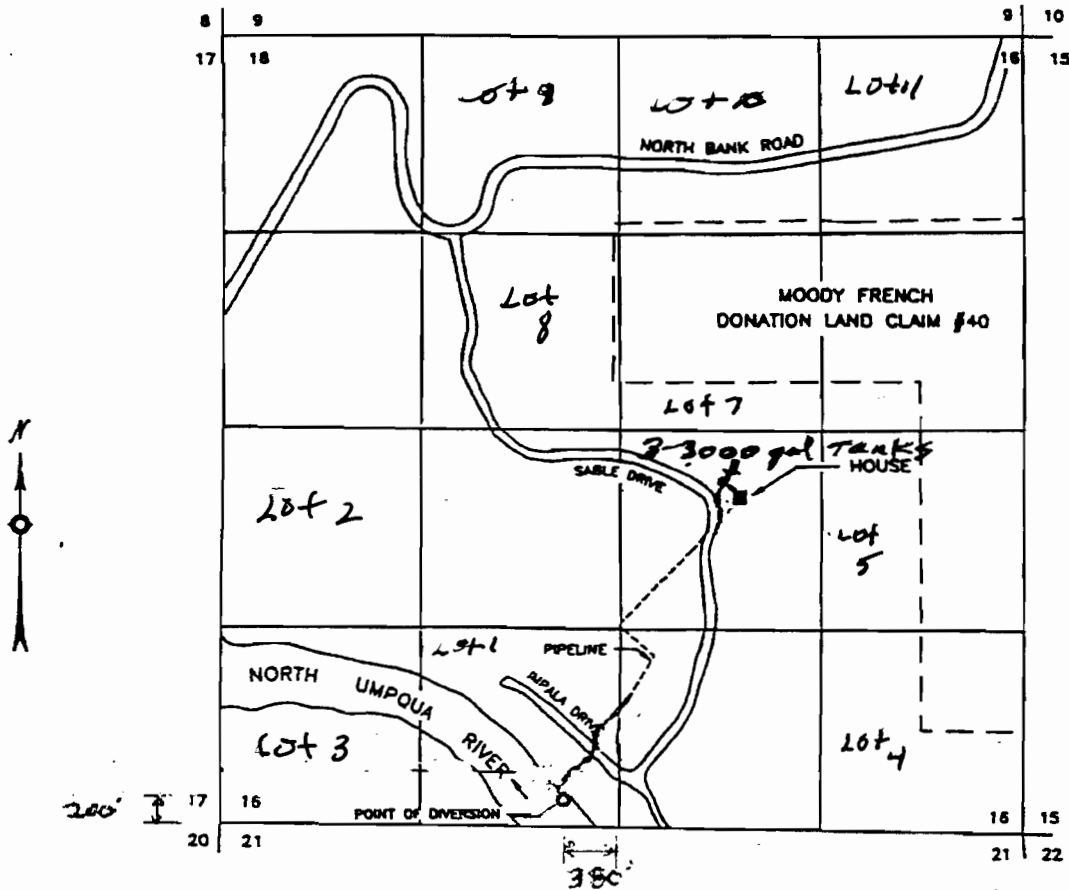 8 9
9 10
17 18
16 15
Lot 9
Lot 10
Lot 11
NORTH BANK ROAD
Lot
8
MOODY FRENCH
DONATION LAND CLAIM #40
Lot 7
N
3-3000 gal Tanks
HOUSE
SABLE DRIVE
Lot 2
Lot
5
Lot 1
PIPELINE
NORTH UMPQUA RIVER
IMPALA DRIVE
Lot 3
Lot 4
200'
17 16
POINT OF DIVERSION
16 15
20 21
21 22
380'